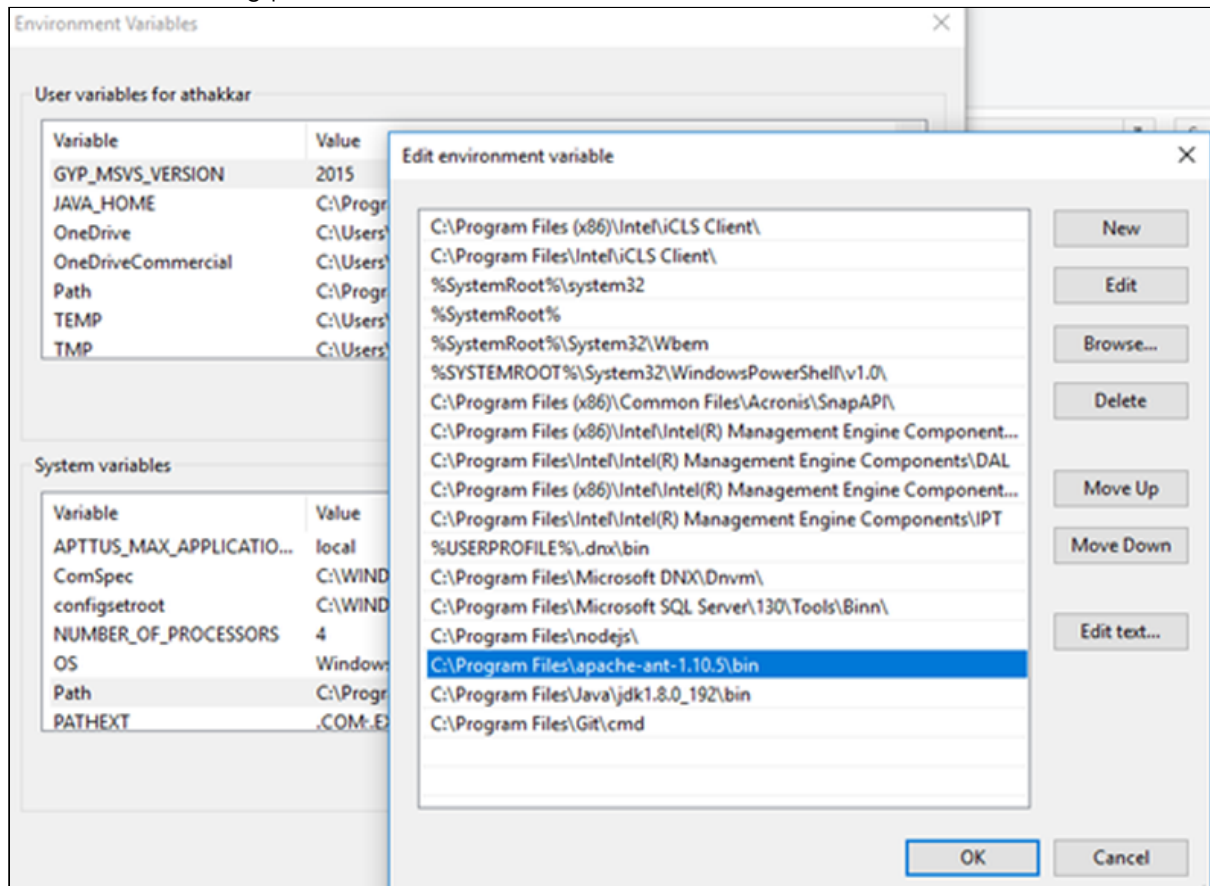 Environment Variables
User variables for athakkar
Variable Value
GYP_MSVS_VERSION 2015
JAVA_HOME C:\Progr
OneDrive C:\Users\
OneDriveCommercial C:\Users\
Path C:\Progr
TEMP C:\Users\
TMP C:\Users\
System variables
Variable Value
APTTUS_MAX_APPLICATIO... local
ComSpec C:\WIND
configsetroot C:\WIND
NUMBER_OF_PROCESSORS 4
OS Windows
Path C:\Progr
PATHEXT .COM;.EX
Edit environment variable
C:\Program Files (x86)\Intel\iCLS Client\
C:\Program Files\Intel\iCLS Client\
%SystemRoot%\system32
%SystemRoot%
%SystemRoot%\System32\Wbem
%SYSTEMROOT%\System32\WindowsPowerShell\v1.0\
C:\Program Files (x86)\Common Files\Acronis\SnapAPI\
C:\Program Files (x86)\Intel\Intel(R) Management Engine Component...
C:\Program Files\Intel\Intel(R) Management Engine Components\DAL
C:\Program Files (x86)\Intel\Intel(R) Management Engine Component...
C:\Program Files\Intel\Intel(R) Management Engine Components\IPT
%USERPROFILE%\.dnx\bin
C:\Program Files\Microsoft DNX\Dnvm\
C:\Program Files\Microsoft SQL Server\130\Tools\Binn\
C:\Program Files\nodejs\
C:\Program Files\apache-ant-1.10.5\bin
C:\Program Files\Java\jdk1.8.0_192\bin
C:\Program Files\Git\cmd
New
Edit
Browse...
Delete
Move Up
Move Down
Edit text...
OK
Cancel